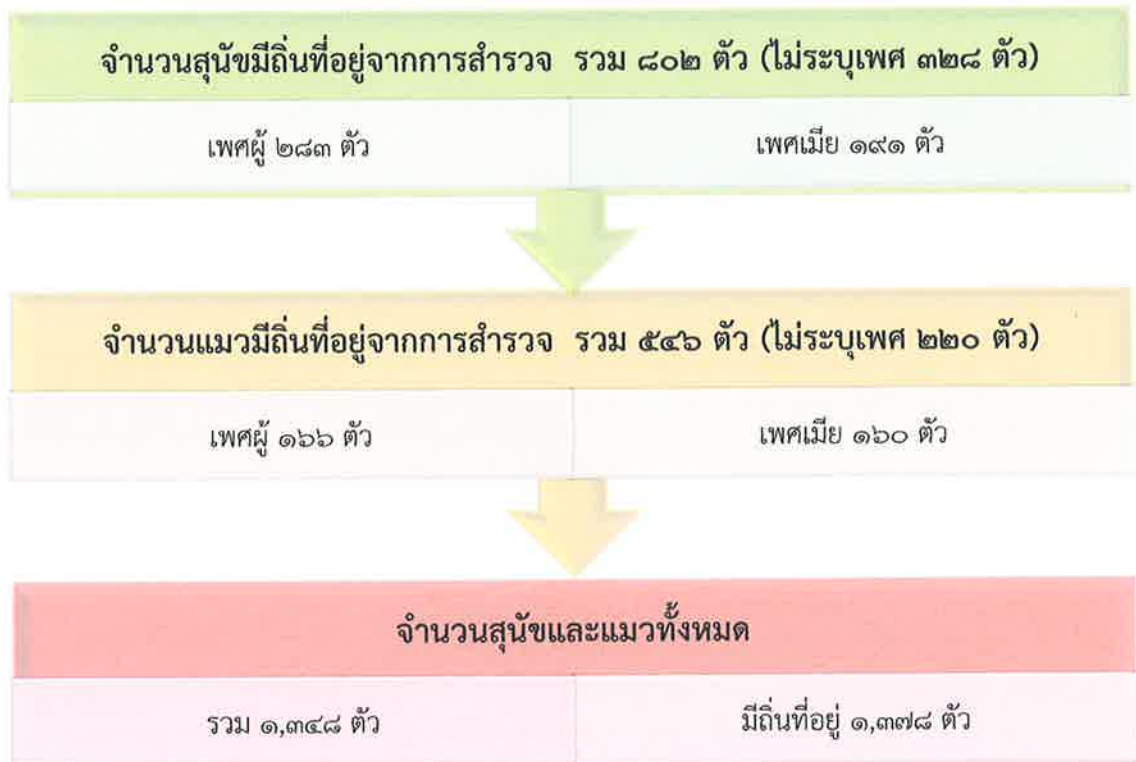 จำนวนสุนัขมีถิ่นที่อยู่จากการสำรวจ รวม ๘๐๒ ตัว (ไม่ระบุเพศ ๓๒๘ ตัว)
เพศผู้ ๒๘๓ ตัว เพศเมีย ๑๙๑ ตัว
จำนวนแมวมีถิ่นที่อยู่จากการสำรวจ รวม ๕๔๖ ตัว (ไม่ระบุเพศ ๒๒๐ ตัว)
เพศผู้ ๑๖๖ ตัว เพศเมีย ๑๖๐ ตัว
จำนวนสุนัขและแมวทั้งหมด
รวม ๑,๓๔๘ ตัว มีถิ่นที่อยู่ ๑,๓๗๘ ตัว